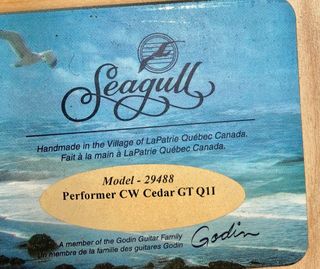 Seagull
Handmade in the Village of LaPatrie Québec Canada.
Fait à la main à LaPatrie Québec, Canada.
Model - 29488
Performer CW Cedar GT Q1I
A member of the Godin Guitar Family
Un membre de la famille des guitares Godin
Godin